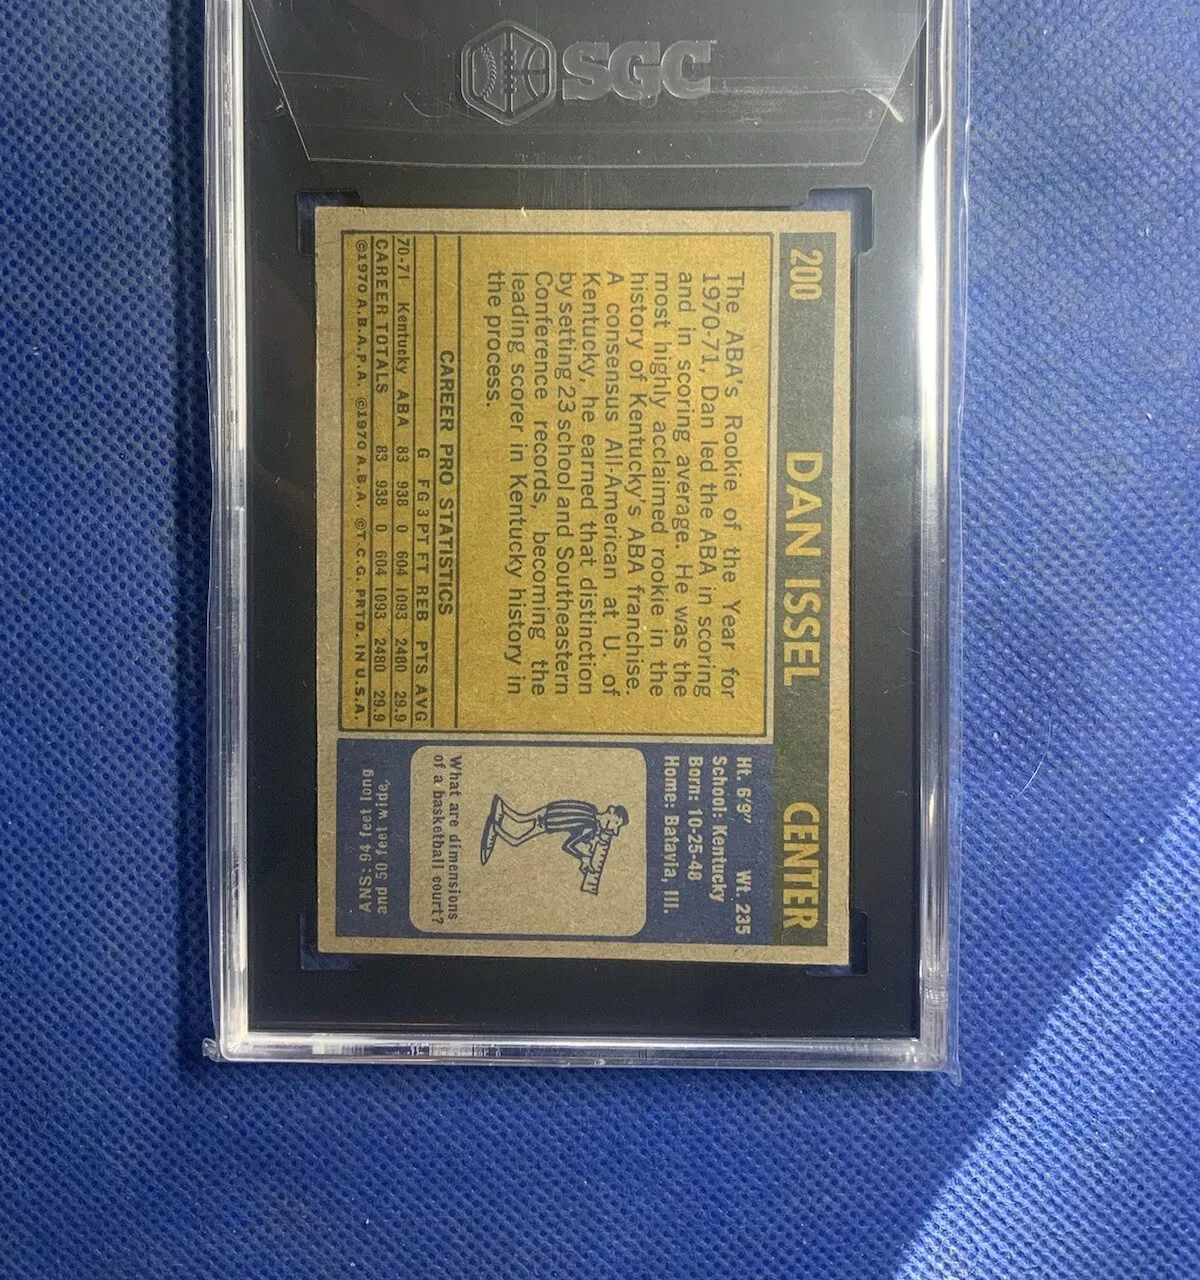 SGC
200 DAN ISSEL CENTER
The ABA's Rookie of the Year for
1970-71, Dan led the ABA in scoring
and in scoring average. He was the
most highly acclaimed rookie in the
history of Kentucky's ABA franchise.
A consensus All-American at U. of
Kentucky, he earned that distinction
by setting 23 school and Southeastern
Conference records, becoming the
leading scorer in Kentucky history in
the process.
CAREER PRO STATISTICS
G FG 3PT FT REB PTS AVG
70-71 Kentucky ABA 83 938 0 604 1093 2480 29.9
CAREER TOTALS 83 938 0 604 1093 2480 29.9
©1970 A.B.A.P.A. ©1970 A.B.A. ©T.C.G. PRTD. IN U.S.A.
Ht. 6'9" Wt. 235
School: Kentucky
Born: 10-25-48
Home: Batavia, Ill.
What are dimensions
of a basketball court?
ANS: 94 feet long
and 50 feet wide.